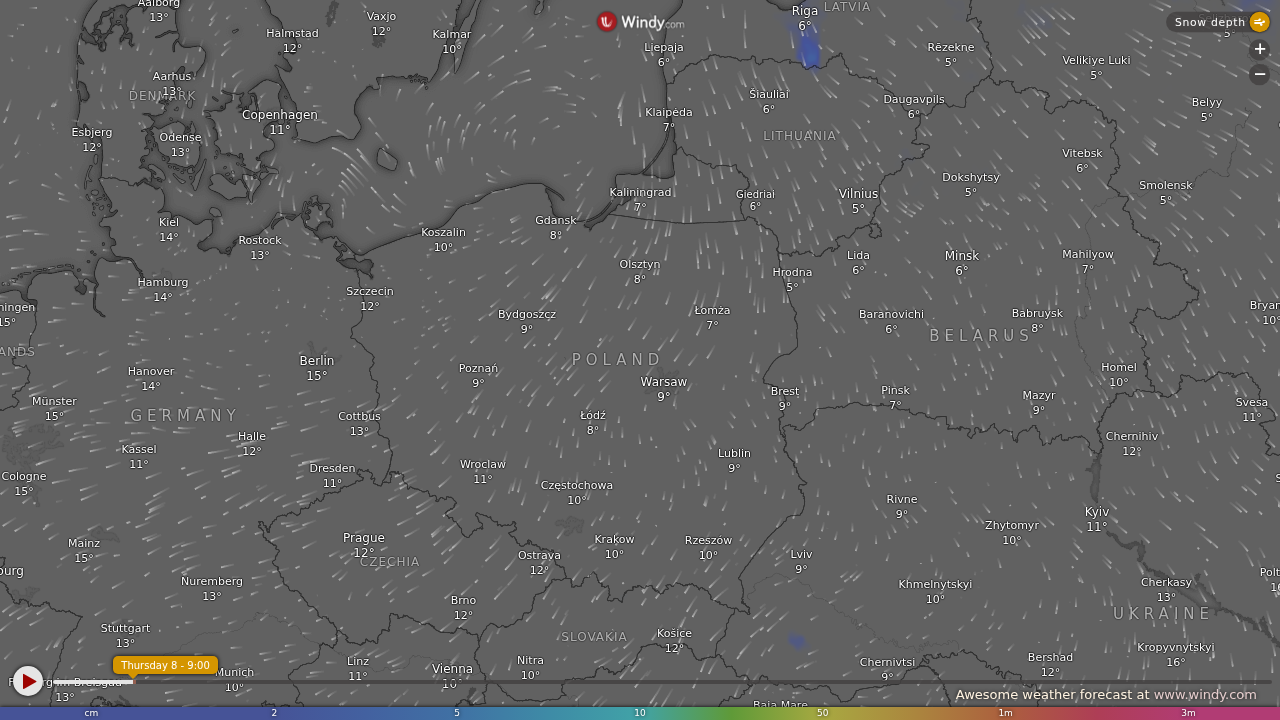 Aalborg
13°
Vaxjo
12°
Halmstad
12°
Kalmar
10°
Windy.com
Riga
6°
LATVIA
Snow depth
5°
Liepaja
6°
Rēzekne
5°
Velikiye Luki
5°
+
−
Aarhus
13°
DENMARK
Šiauliai
6°
Daugavpils
6°
Belyy
5°
Copenhagen
11°
Klaipėda
7°
Esbjerg
12°
Odense
13°
LITHUANIA
Vitebsk
6°
Dokshytsy
5°
Smolensk
5°
Kaliningrad
7°
Giedriai
6°
Vilnius
5°
Kiel
14°
Gdansk
8°
Koszalin
10°
Rostock
13°
Lida
6°
Minsk
6°
Mahilyow
7°
Olsztyn
8°
Hrodna
5°
Hamburg
14°
Szczecin
12°
ningen
15°
Bydgoszcz
9°
Łomża
7°
Baranovichi
6°
Babruysk
8°
Bryan
10°
BELARUS
ANDS
POLAND
Berlin
15°
Hanover
14°
Poznań
9°
Warsaw
9°
Homel
10°
Brest
9°
Pinsk
7°
Mazyr
9°
Münster
15°
GERMANY
Cottbus
13°
Łódź
8°
Svesa
11°
Halle
12°
Chernihiv
12°
Kassel
11°
Lublin
9°
Dresden
11°
Wroclaw
11°
Cologne
15°
Częstochowa
10°
S
Rivne
9°
Kyiv
11°
Zhytomyr
10°
Mainz
15°
Prague
12°
Krakow
10°
Rzeszów
10°
Lviv
9°
CZECHIA
Ostrava
12°
burg
Nuremberg
13°
Khmelnytskyi
10°
Cherkasy
13°
Polt
Brno
12°
UKRAINE
Stuttgart
13°
SLOVAKIA
Košice
12°
Kropyvnytskyi
16°
Thursday 8 - 9:00
Linz
11°
Vienna
10°
Nitra
10°
Chernivtsi
9°
Bershad
12°
Munich
10°
13°
Awesome weather forecast at www.windy.com
Baia Mare
cm 2 5 10 50 1m 3m